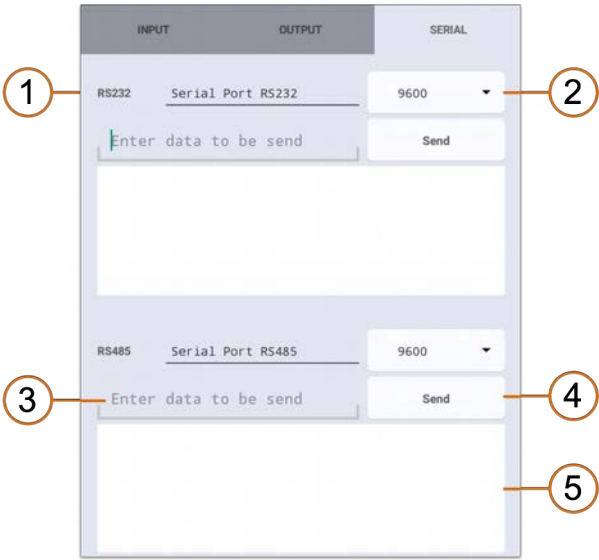 INPUT OUTPUT SERIAL
1 RS232 Serial Port RS232 9600 2
Enter data to be send Send
RS485 Serial Port RS485 9600
3 Enter data to be send Send 4
5